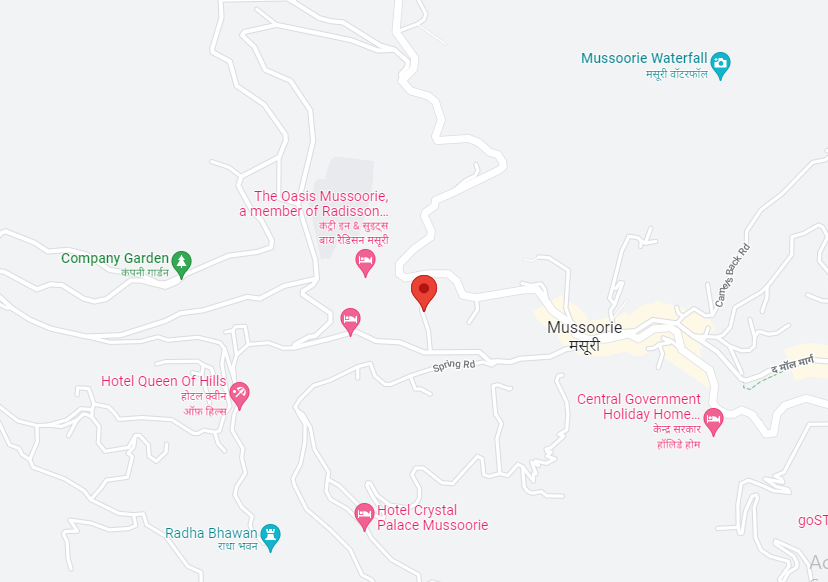 Mussoorie Waterfall
मसूरी वॉटरफॉल
The Oasis Mussoorie,
a member of Radisson...
कंट्री इन & सुइट्स
बाय रैडिसन मसूरी
Company Garden
कंपनी गार्डन
Camel's Back Rd
Mussoorie
मसूरी
Spring Rd
द मॉल मार्ग
Hotel Queen Of Hills
होटल क्वीन
ऑफ़ हिल्स
Central Government
Holiday Home...
केन्द्र सरकार
हॉलिडे होम
Hotel Crystal
Palace Mussoorie
goST
Radha Bhawan
राधा भवन